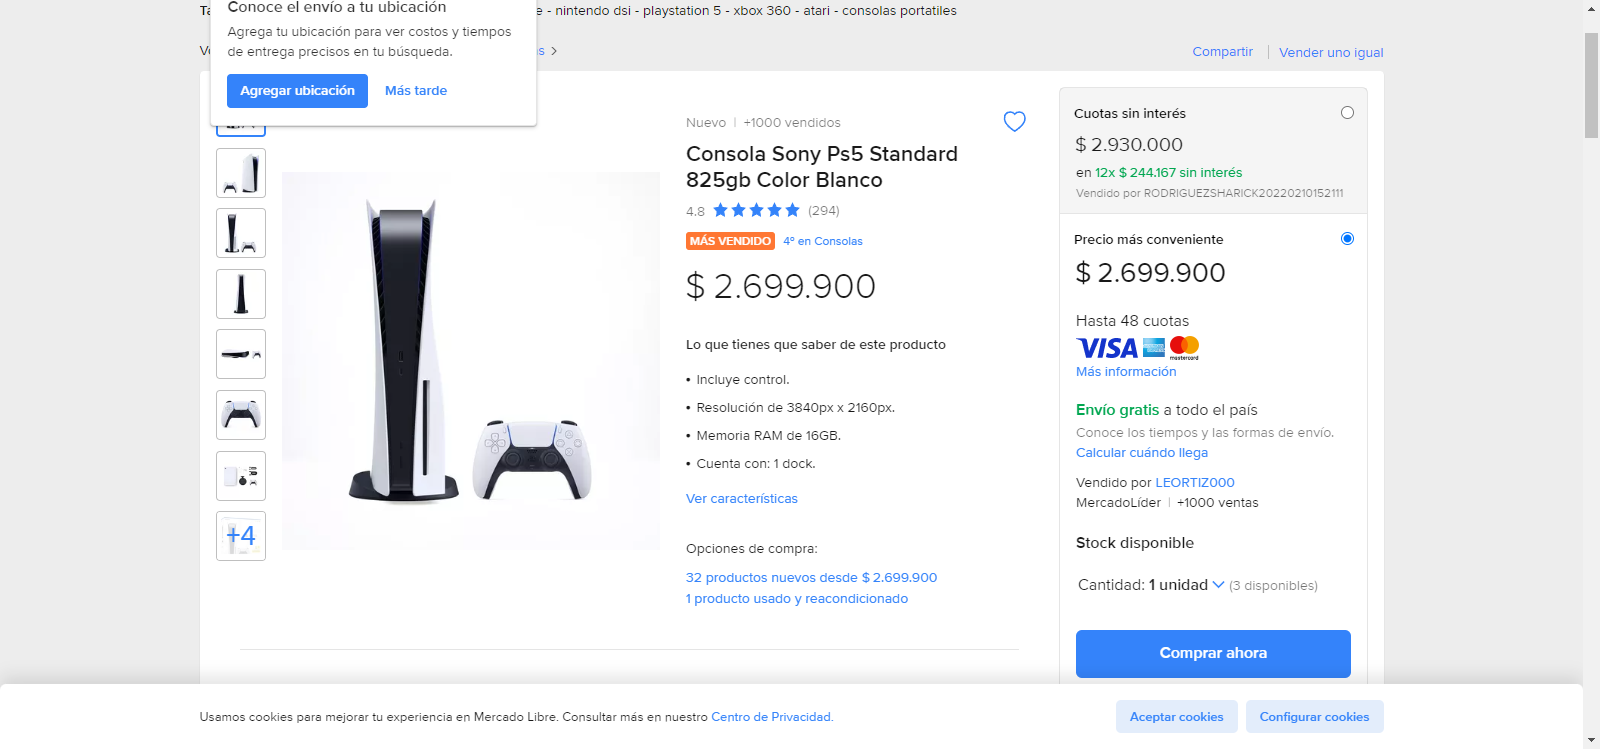 Conoce el envío a tu ubicación
Agrega tu ubicación para ver costos y tiempos
de entrega precisos en tu búsqueda.
Agregar ubicación Más tarde
- nintendo dsi - playstation 5 - xbox 360 - atari - consolas portatiles
Compartir | Vender uno igual
Nuevo | +1000 vendidos
Consola Sony Ps5 Standard
825gb Color Blanco
4.8 (294)
MÁS VENDIDO 4º en Consolas
$ 2.699.900
Lo que tienes que saber de este producto
• Incluye control.
• Resolución de 3840px x 2160px.
• Memoria RAM de 16GB.
• Cuenta con: 1 dock.
Ver características
Opciones de compra:
32 productos nuevos desde $ 2.699.900
1 producto usado y reacondicionado
+4
Cuotas sin interés
$ 2.930.000
en 12x $ 244.167 sin interés
Vendido por RODRIGUEZSHARICK20220210152111
Precio más conveniente
$ 2.699.900
Hasta 48 cuotas
VISA mastercard
Más información
Envío gratis a todo el país
Conoce los tiempos y las formas de envío.
Calcular cuándo llega
Vendido por LEORTIZ000
MercadoLíder | +1000 ventas
Stock disponible
Cantidad: 1 unidad (3 disponibles)
Comprar ahora
Usamos cookies para mejorar tu experiencia en Mercado Libre. Consultar más en nuestro Centro de Privacidad.
Aceptar cookies Configurar cookies